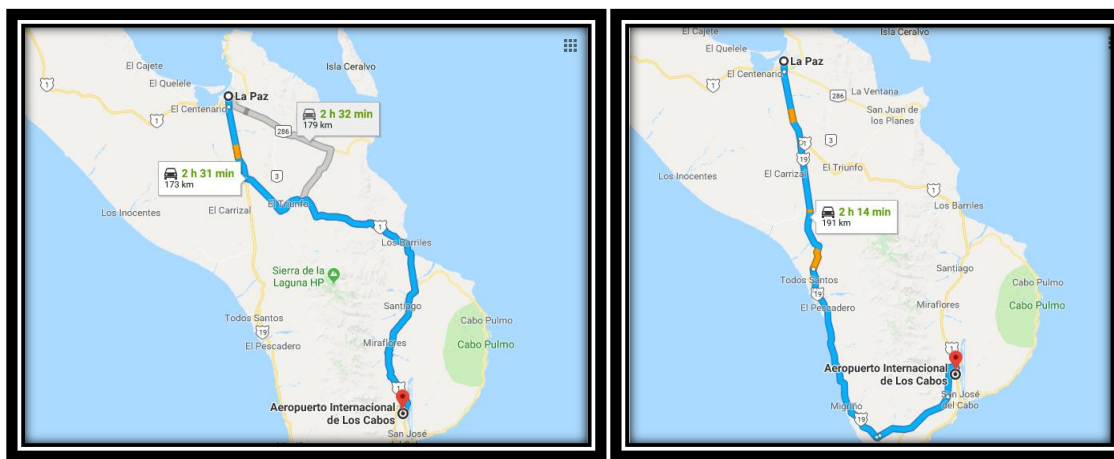 El Cajete
Isla Ceralvo
1
El Quelele
La Paz
El Centenario
2 h 32 min
179 km
286
2 h 31 min
173 km
3
Los Inocentes
El Carrizal
El Triunfo
1
Los Barriles
Sierra de la
Laguna HP
Todos Santos
Santiago
19
El Pescadero
Miraflores
Cabo Pulmo
Cabo Pulmo
1
Aeropuerto Internacional
de Los Cabos
San José
El Cajete
Isla Ceralvo
El Quelele
La Paz
1
El Centenario
286
La Ventana
San Juan de
los Planes
3
19
El Triunfo
1
Los Inocentes
El Carrizal
Los Barriles
2 h 14 min
191 km
Todos Santos
Santiago
19
El Pescadero
Miraflores
Cabo Pulmo
Cabo Pulmo
1
Aeropuerto Internacional
de Los Cabos
San José
del Cabo
Migriño
19